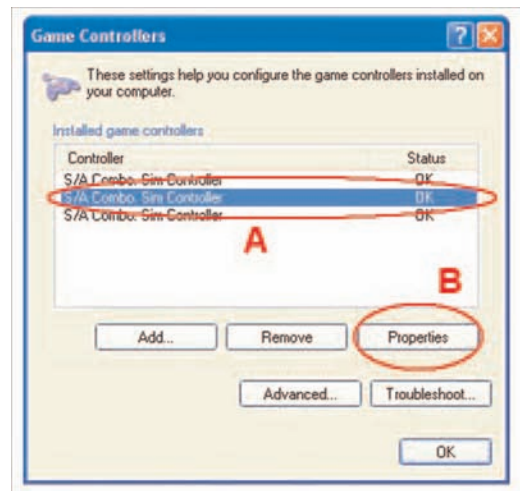 Game Controllers
These settings help you configure the game controllers installed on
your computer.
Installed game controllers
Controller Status
S/A Combo. Sim Controller OK
S/A Combo. Sim Controller OK
S/A Combo. Sim Controller OK
A
B
Add... Remove Properties
Advanced... Troubleshoot...
OK